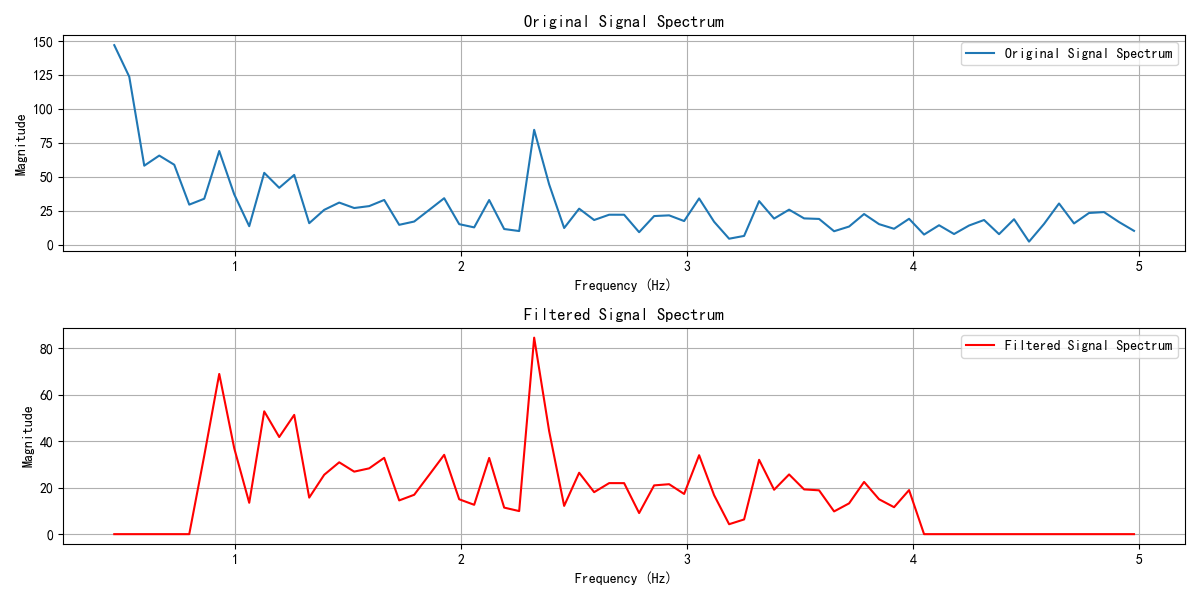 Original Signal Spectrum
150
125
100
75
50
25
0
Magnitude
Original Signal Spectrum
1 2 3 4 5
Frequency (Hz)
Filtered Signal Spectrum
80
60
40
20
0
Magnitude
Filtered Signal Spectrum
1 2 3 4 5
Frequency (Hz)